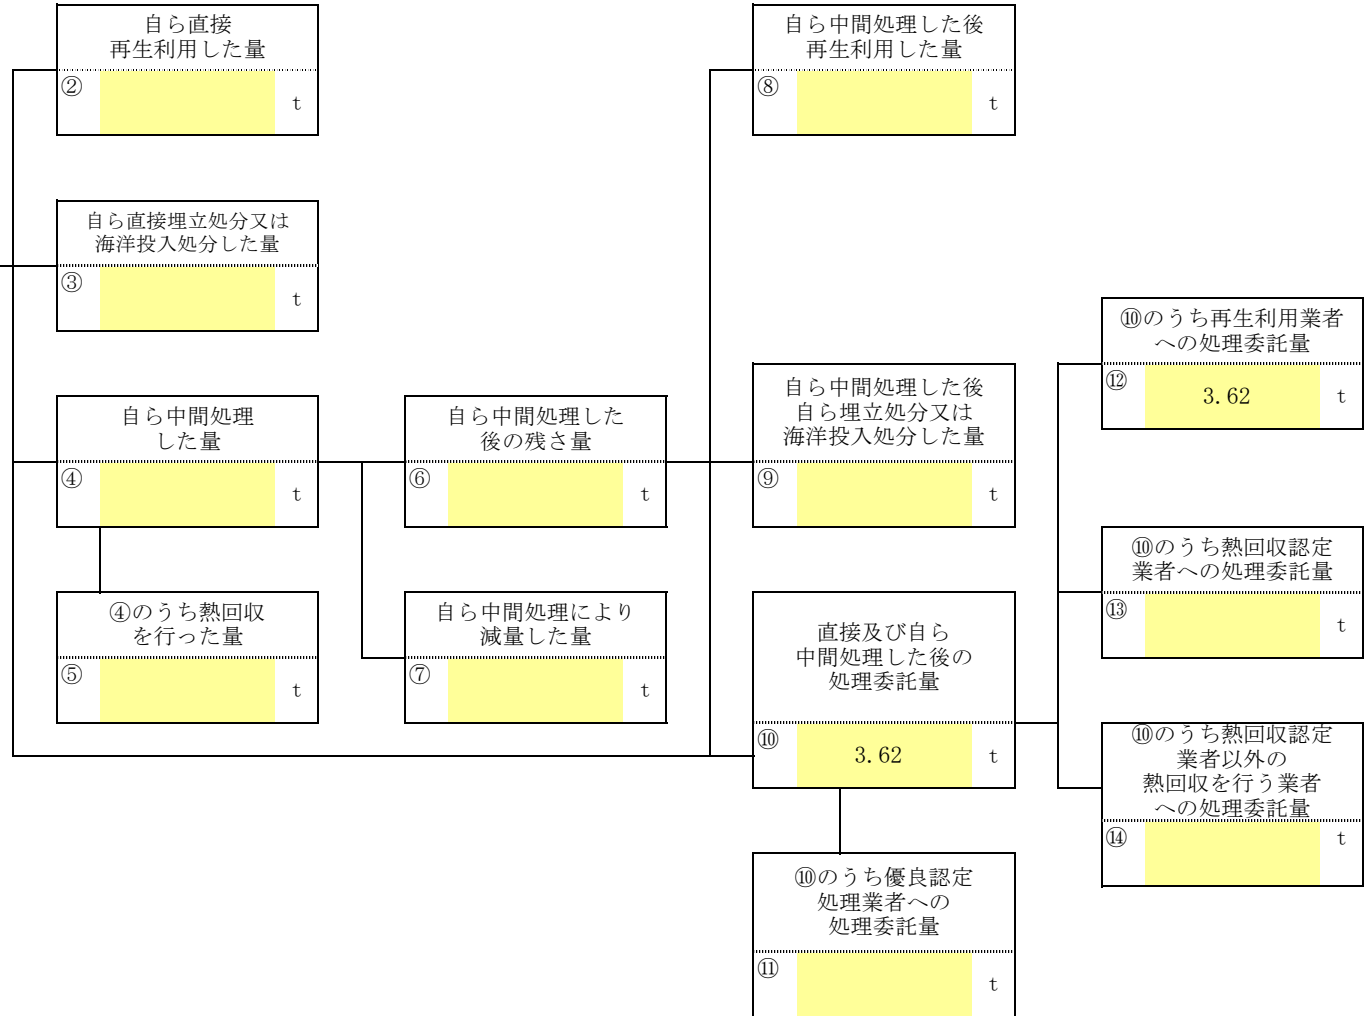 自ら直接
再生利用した量
②
t
自ら中間処理した後
再生利用した量
⑧
t
自ら直接埋立処分又は
海洋投入処分した量
③
t
⑩のうち再生利用業者
への処理委託量
⑫
3.62
t
自ら中間処理
した量
④
t
自ら中間処理した
後の残さ量
⑥
t
自ら中間処理した後
自ら埋立処分又は
海洋投入処分した量
⑨
t
⑩のうち熱回収認定
業者への処理委託量
⑬
t
④のうち熱回収
を行った量
⑤
t
自ら中間処理により
減量した量
⑦
t
直接及び自ら
中間処理した後の
処理委託量
⑩
3.62
t
⑩のうち熱回収認定
業者以外の
熱回収を行う業者
への処理委託量
⑭
t
⑩のうち優良認定
処理業者への
処理委託量
⑪
t